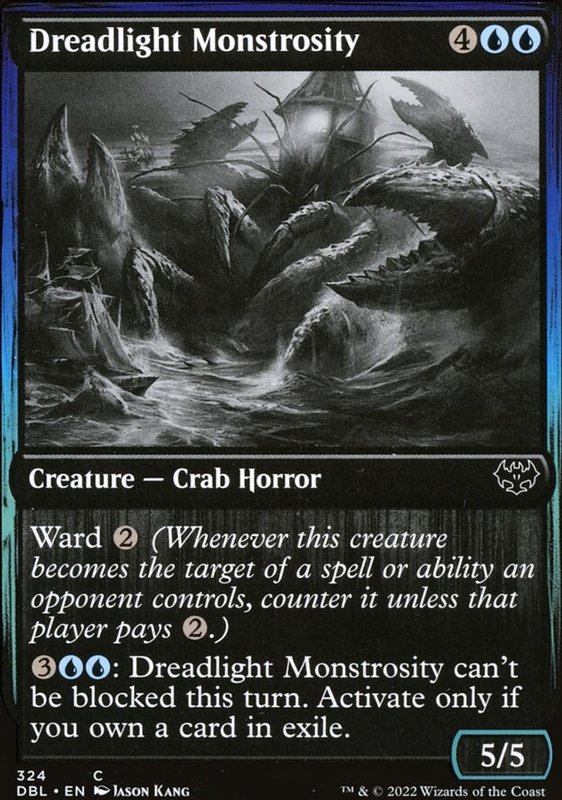 Dreadlight Monstrosity 4
Creature — Crab Horror
Ward 2 (Whenever this creature
becomes the target of a spell or ability an
opponent controls, counter it unless that
player pays 2.)
3: Dreadlight Monstrosity can't
be blocked this turn. Activate only if
you own a card in exile.
5/5
324 C
DBL • EN Jason Kang
™ & © 2022 Wizards of the Coast